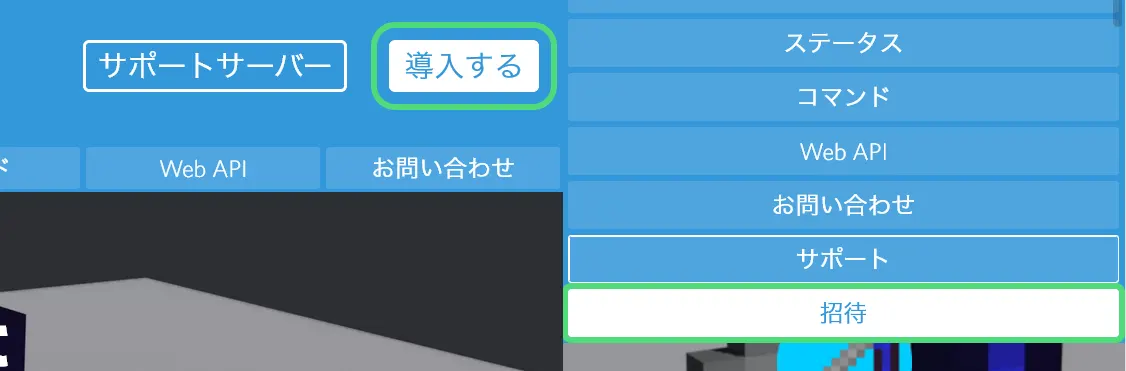 サポートサーバー
導入する
ド
Web API
お問い合わせ
ステータス
コマンド
Web API
お問い合わせ
サポート
招待